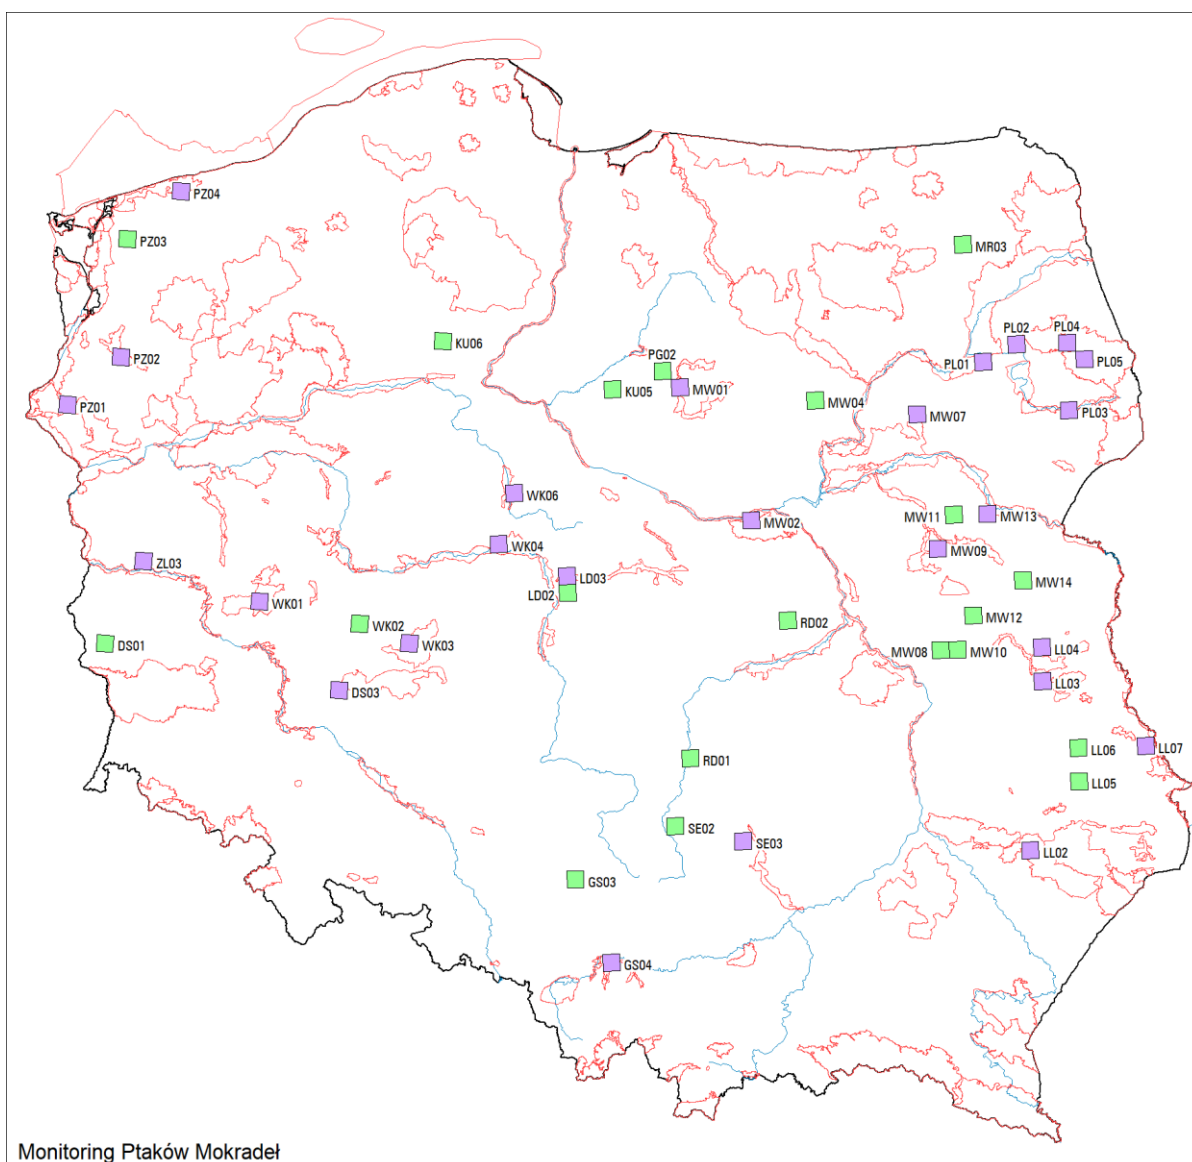 PZ04
PZ03
MR03
KU06
PL02
PL04
PZ02
PG02
PL01
PL05
KU05
MW01
MW04
PZ01
MW07
PL03
WK06
MW11
MW13
MW02
WK04
MW09
ZL03
LD03
MW14
LD02
WK01
MW12
WK02
RD02
DS01
WK03
MW08
MW10
LL04
LL03
DS03
LL06
LL07
RD01
LL05
SE02
SE03
LL02
GS03
GS04
Monitoring Ptaków Mokradeł